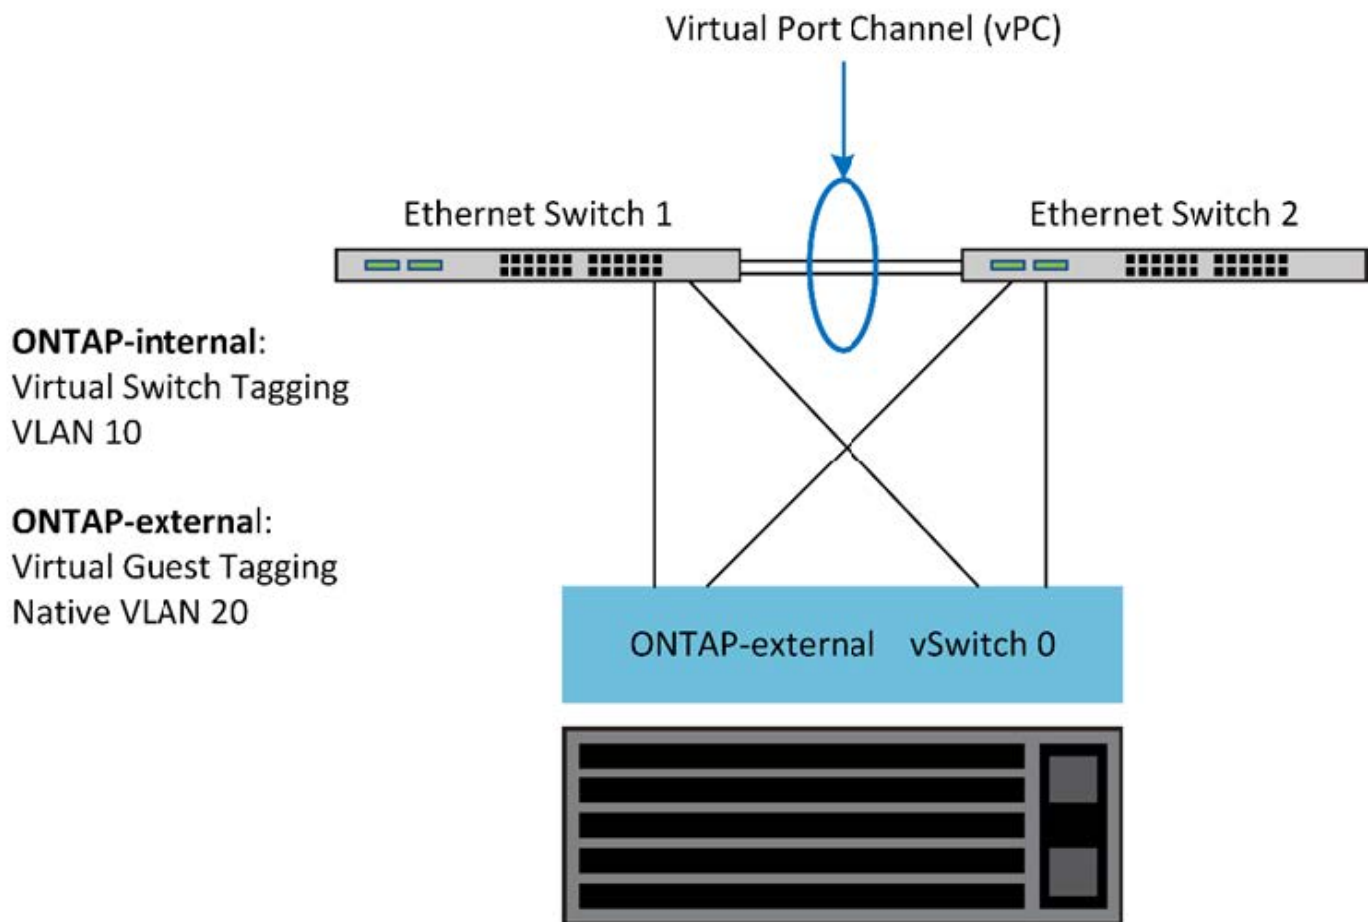 Virtual Port Channel (vPC)
Ethernet Switch 1
Ethernet Switch 2
ONTAP-internal:
Virtual Switch Tagging
VLAN 10
ONTAP-external:
Virtual Guest Tagging
Native VLAN 20
ONTAP-external vSwitch 0